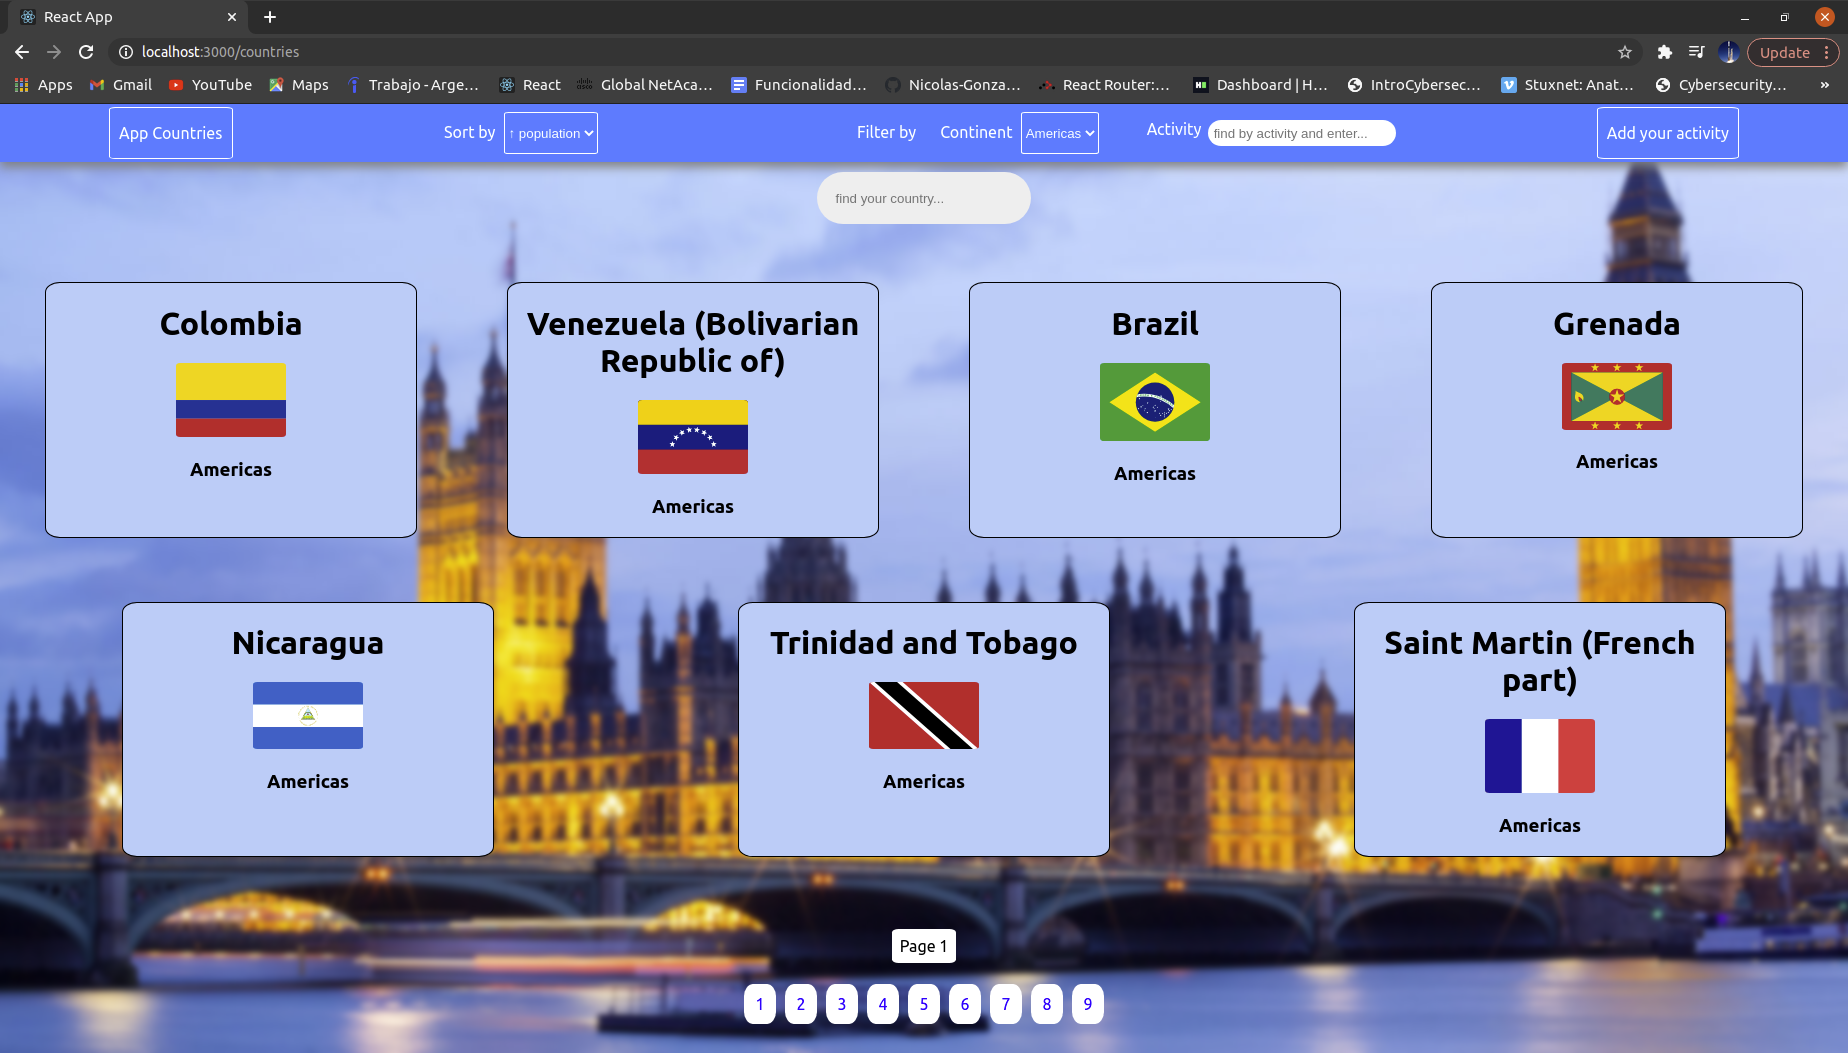 React App
localhost:3000/countries
Update
Apps
Gmail
YouTube
Maps
Trabajo - Arge...
React
Global NetAca...
Funcionalidad...
Nicolas-Gonza...
React Router:...
Dashboard | H...
IntroCybersec...
Stuxnet: Anat...
Cybersecurity...
»
App Countries
Sort by
↑ population
Filter by
Continent
Americas
Activity
find by activity and enter...
Add your activity
find your country...
Colombia
Americas
Venezuela (Bolivarian
Republic of)
Americas
Brazil
Americas
Grenada
Americas
Nicaragua
Americas
Trinidad and Tobago
Americas
Saint Martin (French
part)
Americas
Page 1
1 2 3 4 5 6 7 8 9